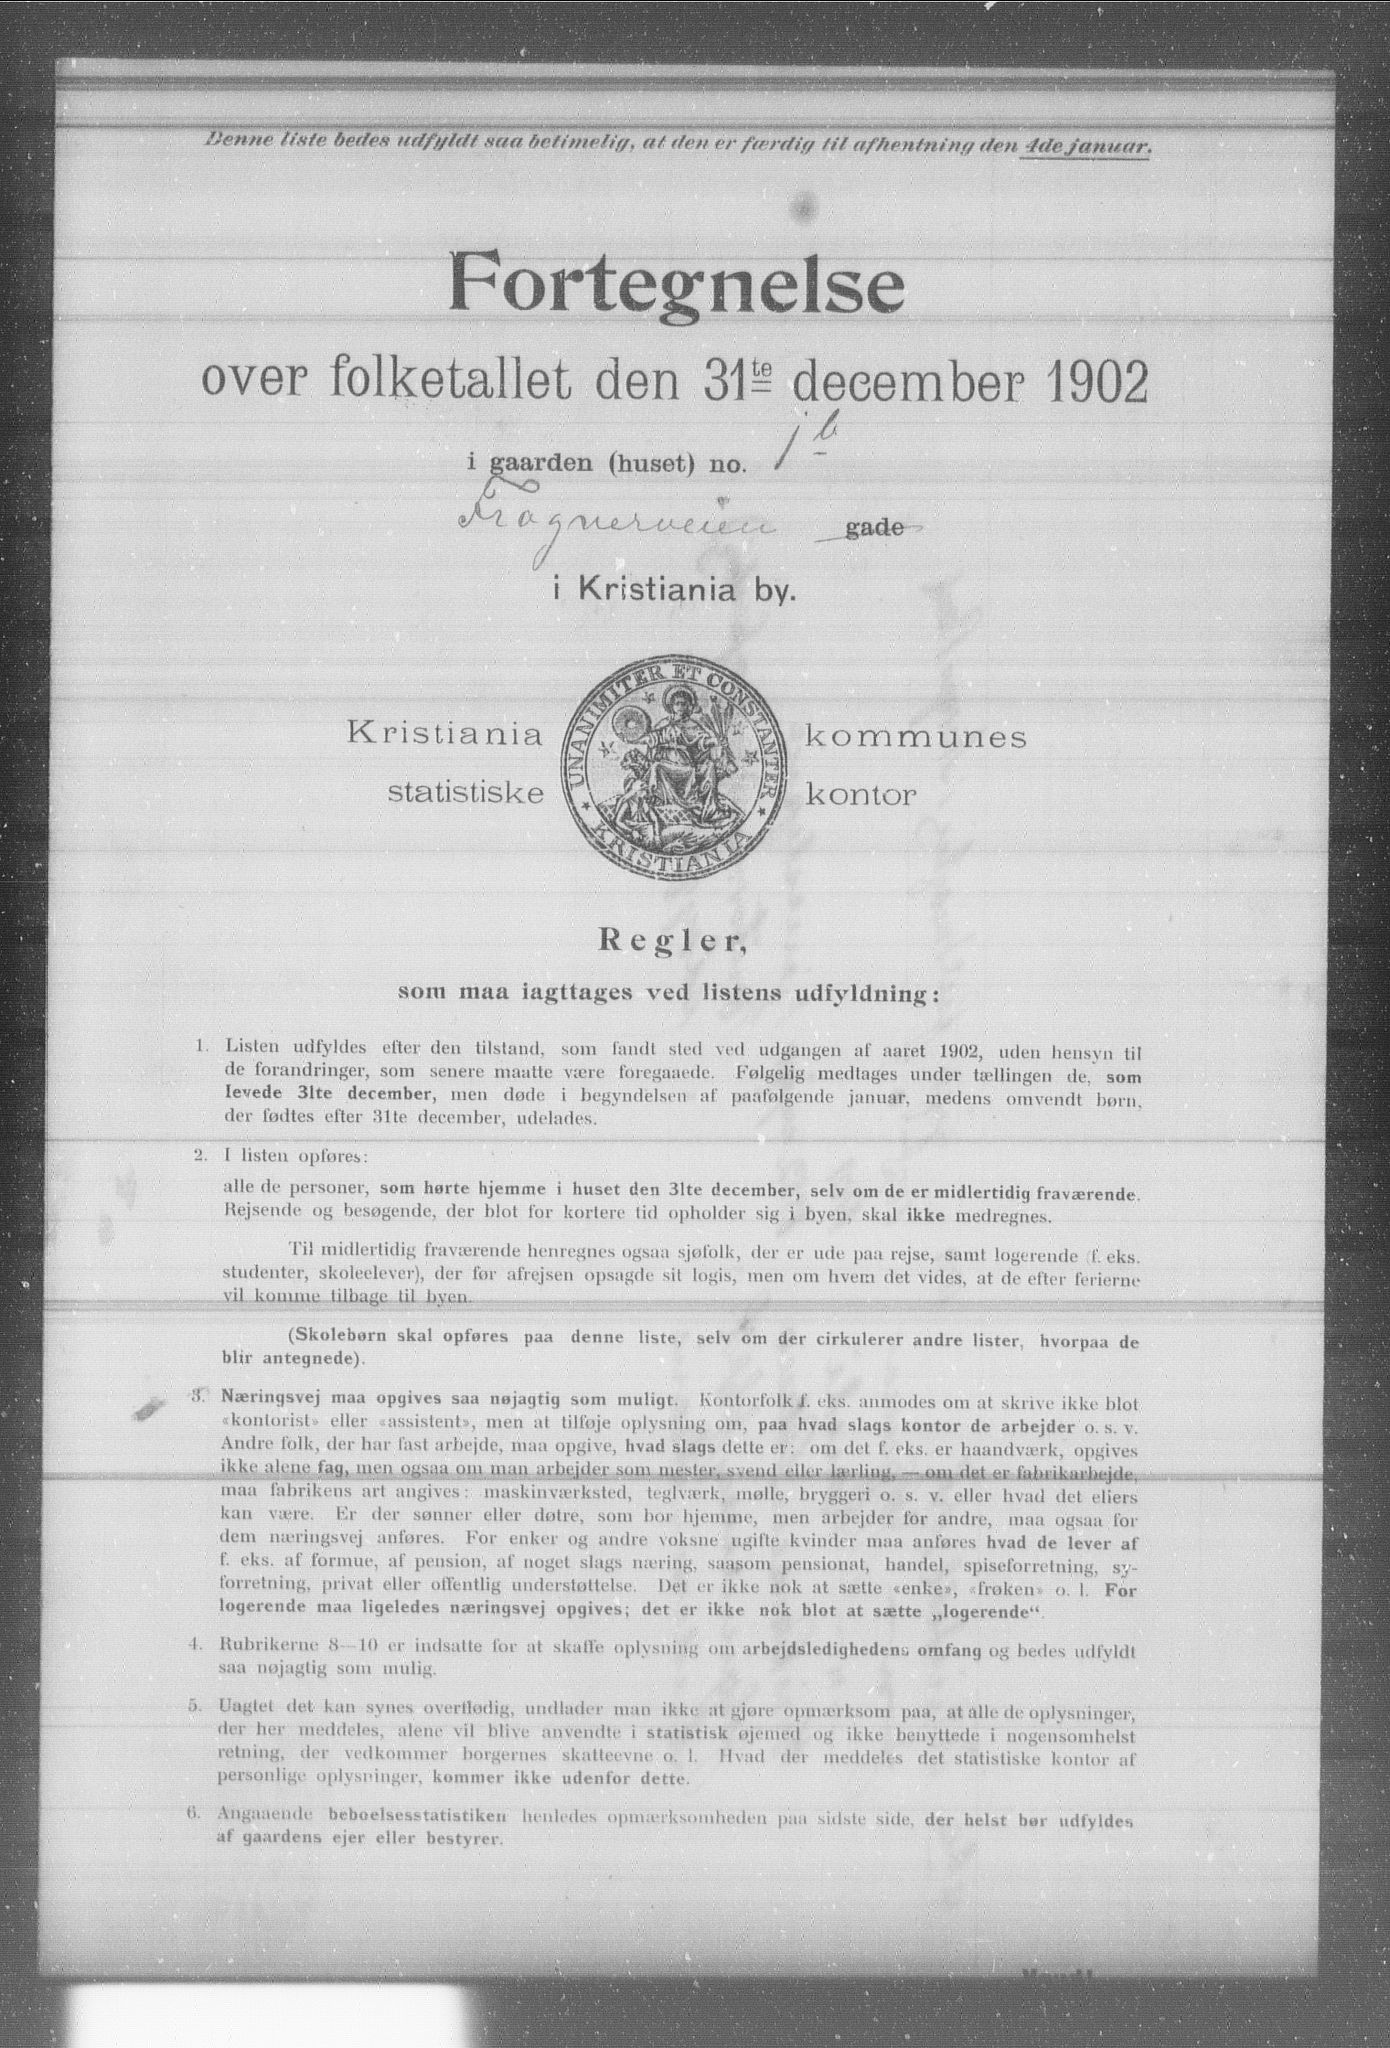 Denne liste bedes udfyldt saa betimelig, at den er færdig til afhentning den 4de januar.
Fortegnelse
over folketallet den 31te december 1902
i gaarden (huset) no. 1b
Frognerveien gade
i Kristiania by.
UNANIMITER ET CONSTANTER
KRISTIANIA
Kristiania kommunes
statistiske kontor
Regler,
som maa iagttages ved listens udfyldning:
1. Listen udfyldes efter den tilstand, som fandt sted ved udgangen af aaret 1902, uden hensyn til
de forandringer, som senere maatte være foregaaede. Følgelig medtages under tællingen de, som
levede 31te december, men døde i begyndelsen af paafølgende januar, medens omvendt børn,
der fødtes efter 31te december, udelades.
2. I listen opføres:
alle de personer, som hørte hjemme i huset den 31te december, selv om de er midlertidig fraværende.
Rejsende og besøgende, der blot for kortere tid opholder sig i byen, skal ikke medregnes.
Til midlertidig fraværende henregnes ogsaa sjøfolk, der er ude paa rejse, samt logerende (f. eks.
studenter, skoleelever), der før afrejsen opsagde sit logis, men om hvem det vides, at de efter ferierne
vil komme tilbage til byen.
(Skolebørn skal opføres paa denne liste, selv om der cirkulerer andre lister, hvorpaa de
blir antegnede).
3. Næringsvej maa opgives saa nøjagtig som muligt. Kontorfolk f. eks. anmodes om at skrive ikke blot
«kontorist» eller «assistent», men at tilføje oplysning om, paa hvad slags kontor de arbejder o. s. v.
Andre folk, der har fast arbejde, maa opgive, hvad slags dette er: om det f. eks. er haandværk, opgives
ikke alene fag, men ogsaa om man arbejder som mester, svend eller lærling, — om det er fabrikarbejde,
maa fabrikens art angives: maskinværksted, teglværk, mølle, bryggeri o. s. v. eller hvad det ellers
kan være. Er der sønner eller døtre, som bor hjemme, men arbejder for andre, maa ogsaa for
dem næringsvej anføres. For enker og andre voksne ugifte kvinder maa anføres hvad de lever af
f. eks. af formue, af pension, af noget slags næring, saasom pensionat, handel, spiseforretning, sy-
forretning, privat eller offentlig understøttelse. Det er ikke nok at sætte «enke», «frøken» o. l. For
logerende maa ligeledes næringsvej opgives; det er ikke nok blot at sætte „logerende“.
4. Rubrikerne 8—10 er indsatte for at skaffe oplysning om arbejdsledighedens omfang og bedes udfyldt
saa nøjagtig som mulig.
5. Uagtet det kan synes overflødig, undlader man ikke at gjøre opmærksom paa, at alle de oplysninger,
der her meddeles, alene vil blive anvendte i statistisk øjemed og ikke benyttede i nogensomhelst
retning, der vedkommer borgernes skatteevne o. l. Hvad der meddeles det statistiske kontor af
personlige oplysninger, kommer ikke udenfor dette.
6. Angaaende beboelsesstatistiken henledes opmærksomheden paa sidste side, der helst bør udfyldes
af gaardens ejer eller bestyrer.